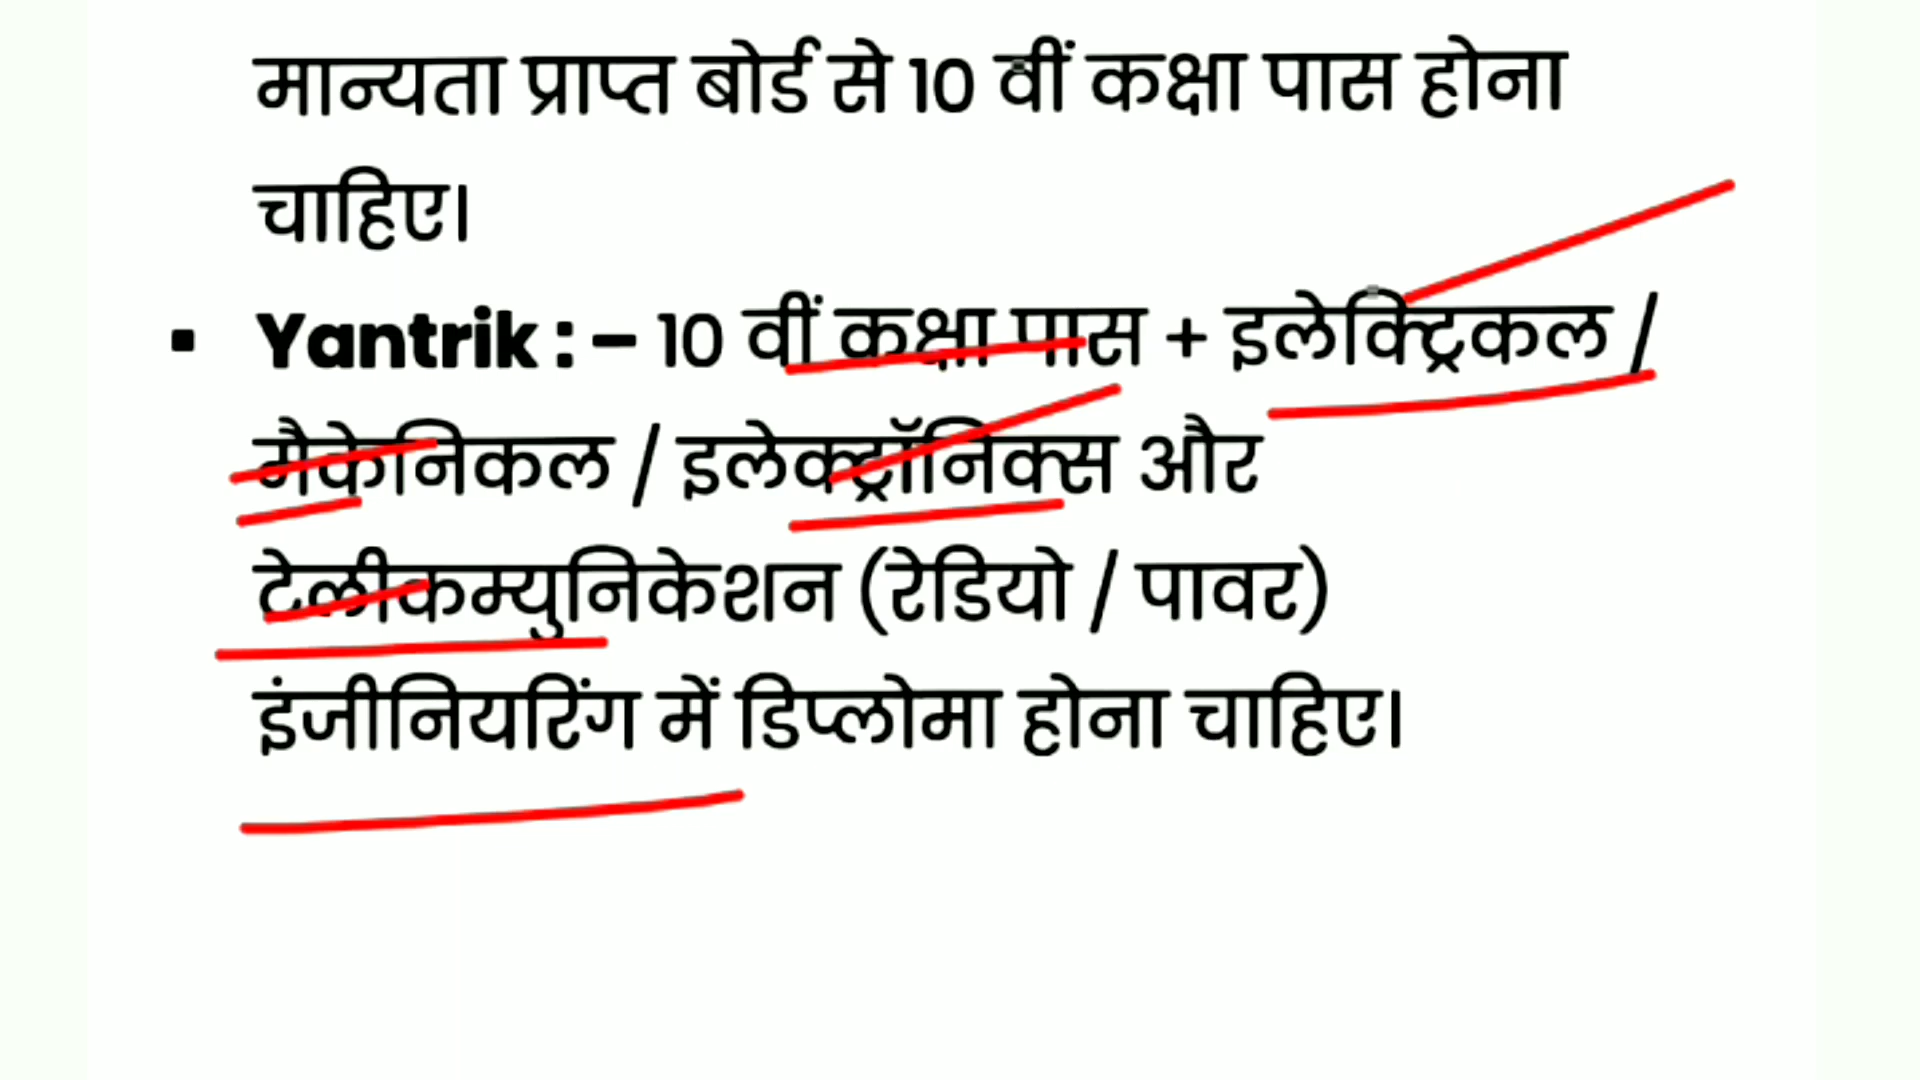 मान्यता प्राप्त बोर्ड से 10 वीं कक्षा पास होना
चाहिए।
▪ Yantrik : – 10 वीं कक्षा पास + इलेक्ट्रिकल /
मैकेनिकल / इलेक्ट्रॉनिक्स और
टेलीकम्युनिकेशन (रेडियो / पावर)
इंजीनियरिंग में डिप्लोमा होना चाहिए।